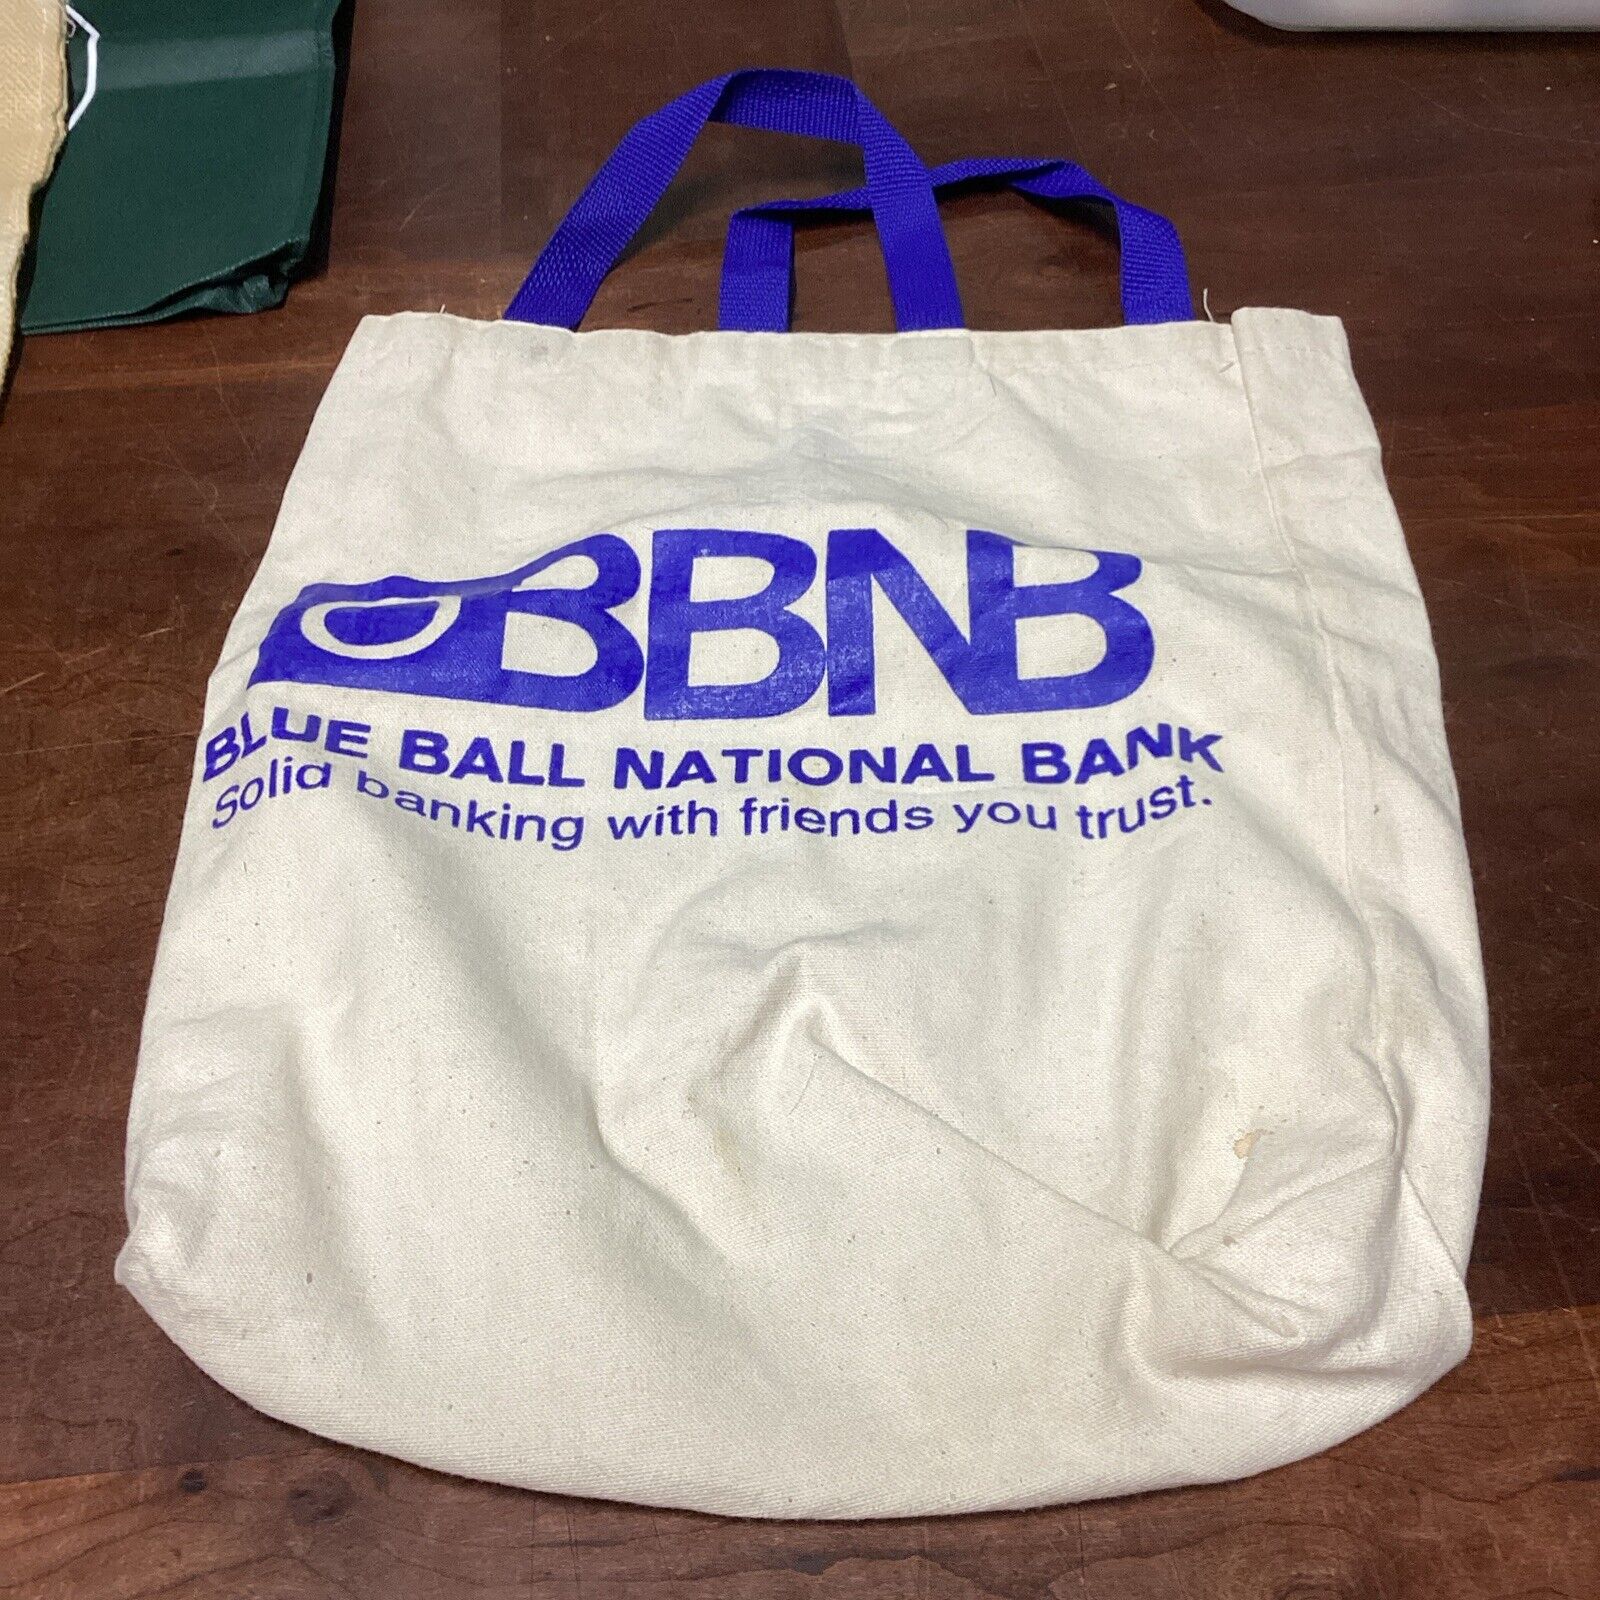 BBNB
BLUE BALL NATIONAL BANK
Solid banking with friends you trust.